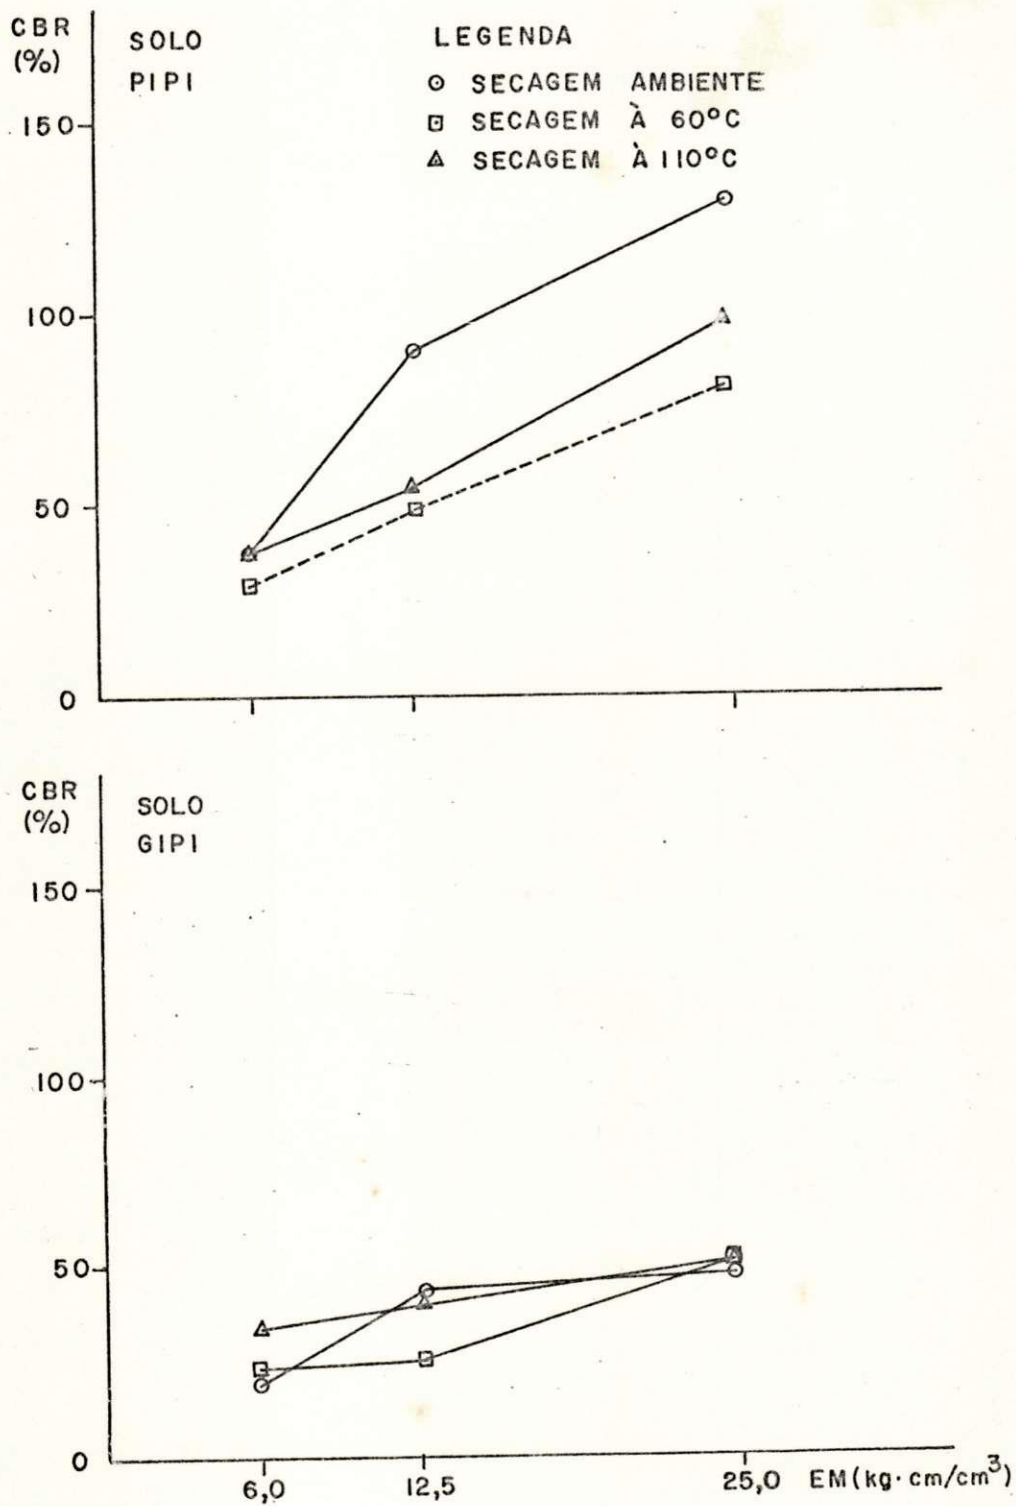 CBR
(%)
SOLO
PIPI
LEGENDA
SECAGEM AMBIENTE
SECAGEM À 60°C
SECAGEM À 110°C
150
100
50
0
CBR
(%)
SOLO
GIPI
150
100
50
0
6,0
12,5
25,0
EM (kg·cm/cm³)